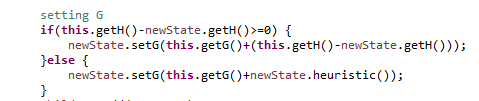 setting G
if(this.getH()-newState.getH()>=0) {
newState.setG(this.getG()+(this.getH()-newState.getH()));
}else {
newState.setG(this.getG()+newState.heuristic());
}